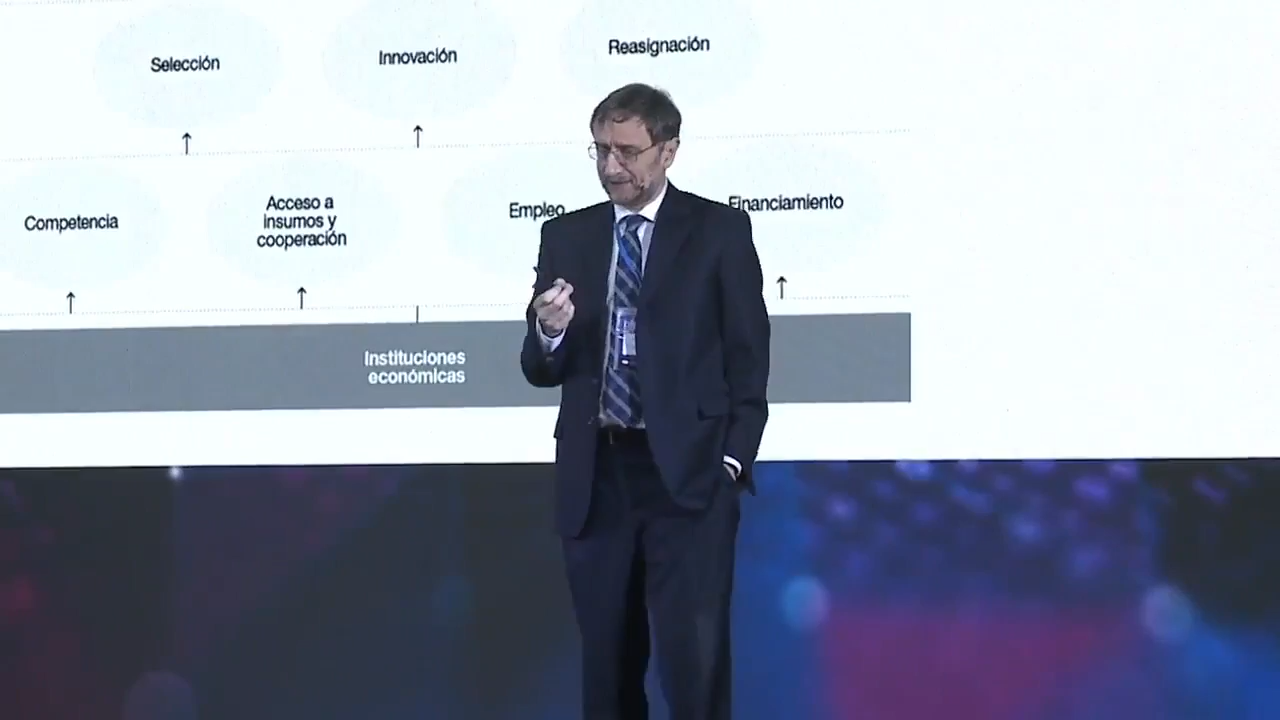 Selección
Innovación
Reasignación
Competencia
Acceso a
insumos y
cooperación
Empleo
Financiamiento
Instituciones
económicas